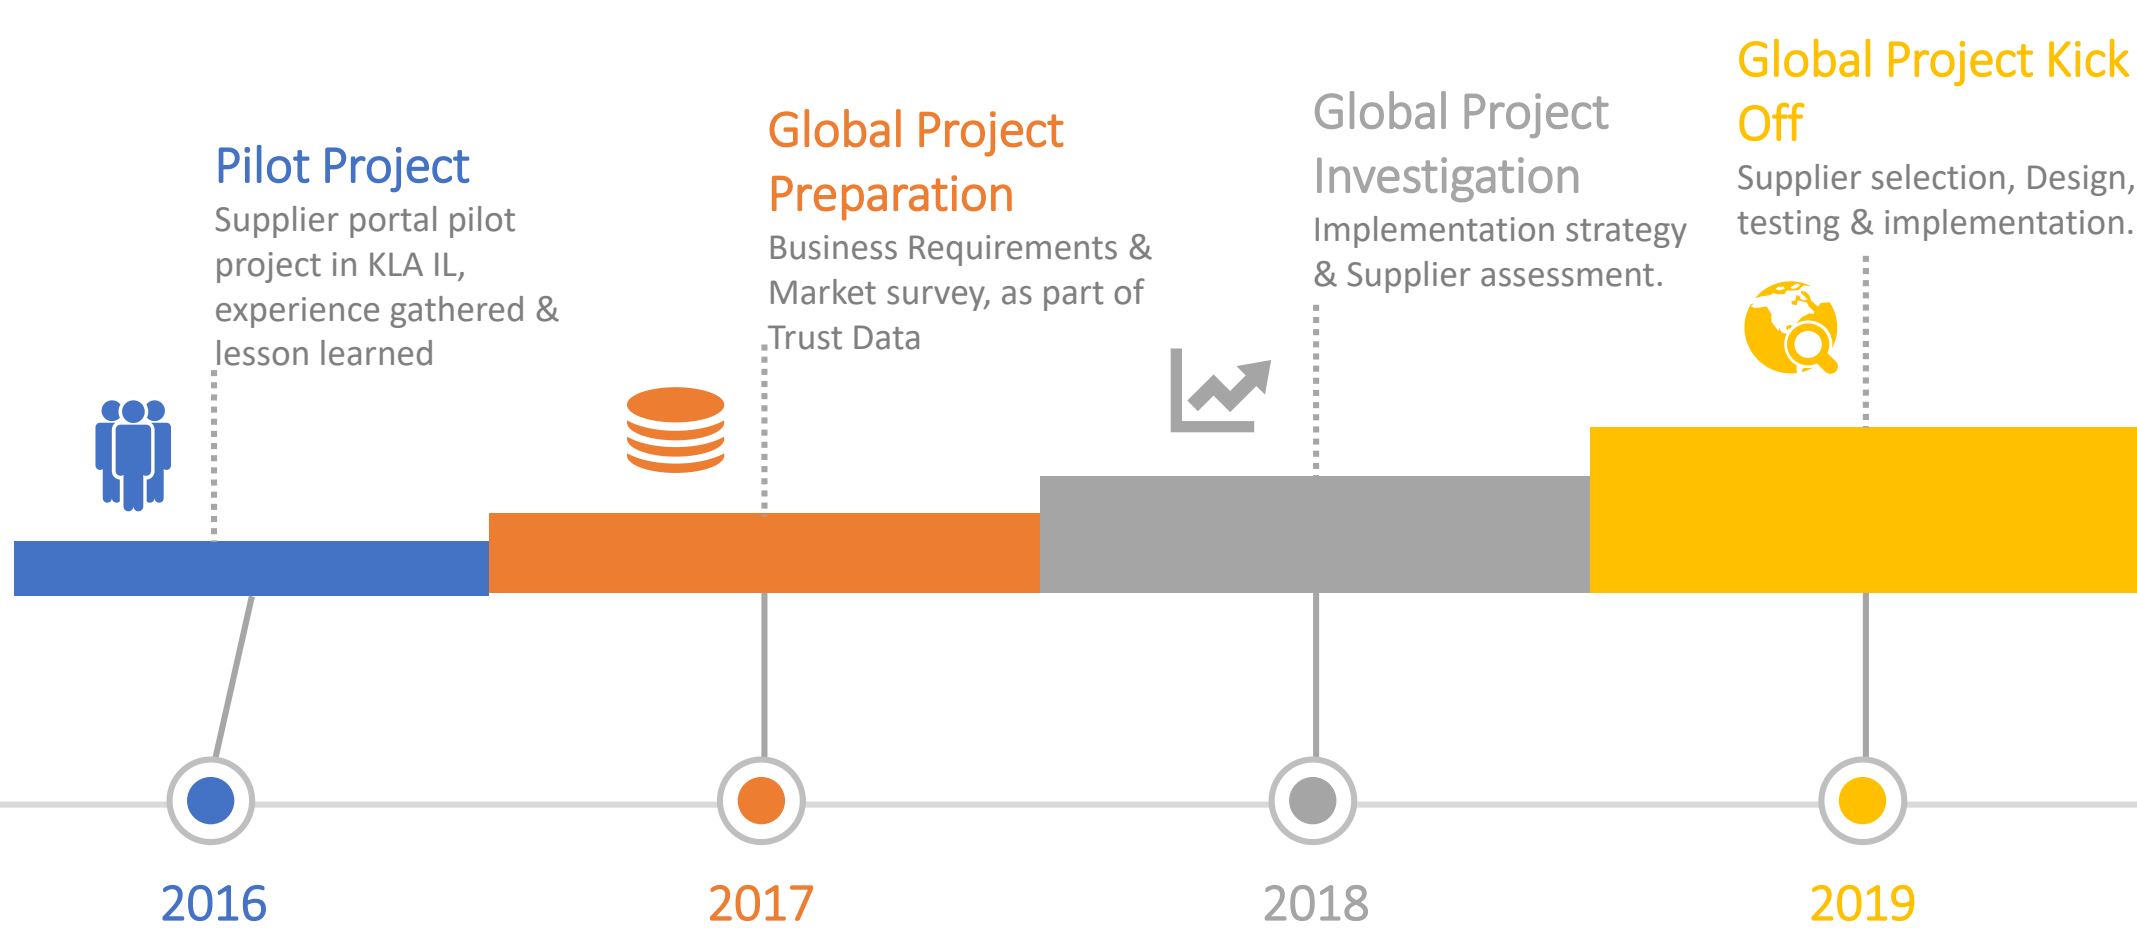 Pilot Project
Supplier portal pilot
project in KLA IL,
experience gathered &
lesson learned
Global Project
Preparation
Business Requirements &
Market survey, as part of
Trust Data
Global Project
Investigation
Implementation strategy
& Supplier assessment.
Global Project Kick
Off
Supplier selection, Design,
testing & implementation.
2016
2017
2018
2019